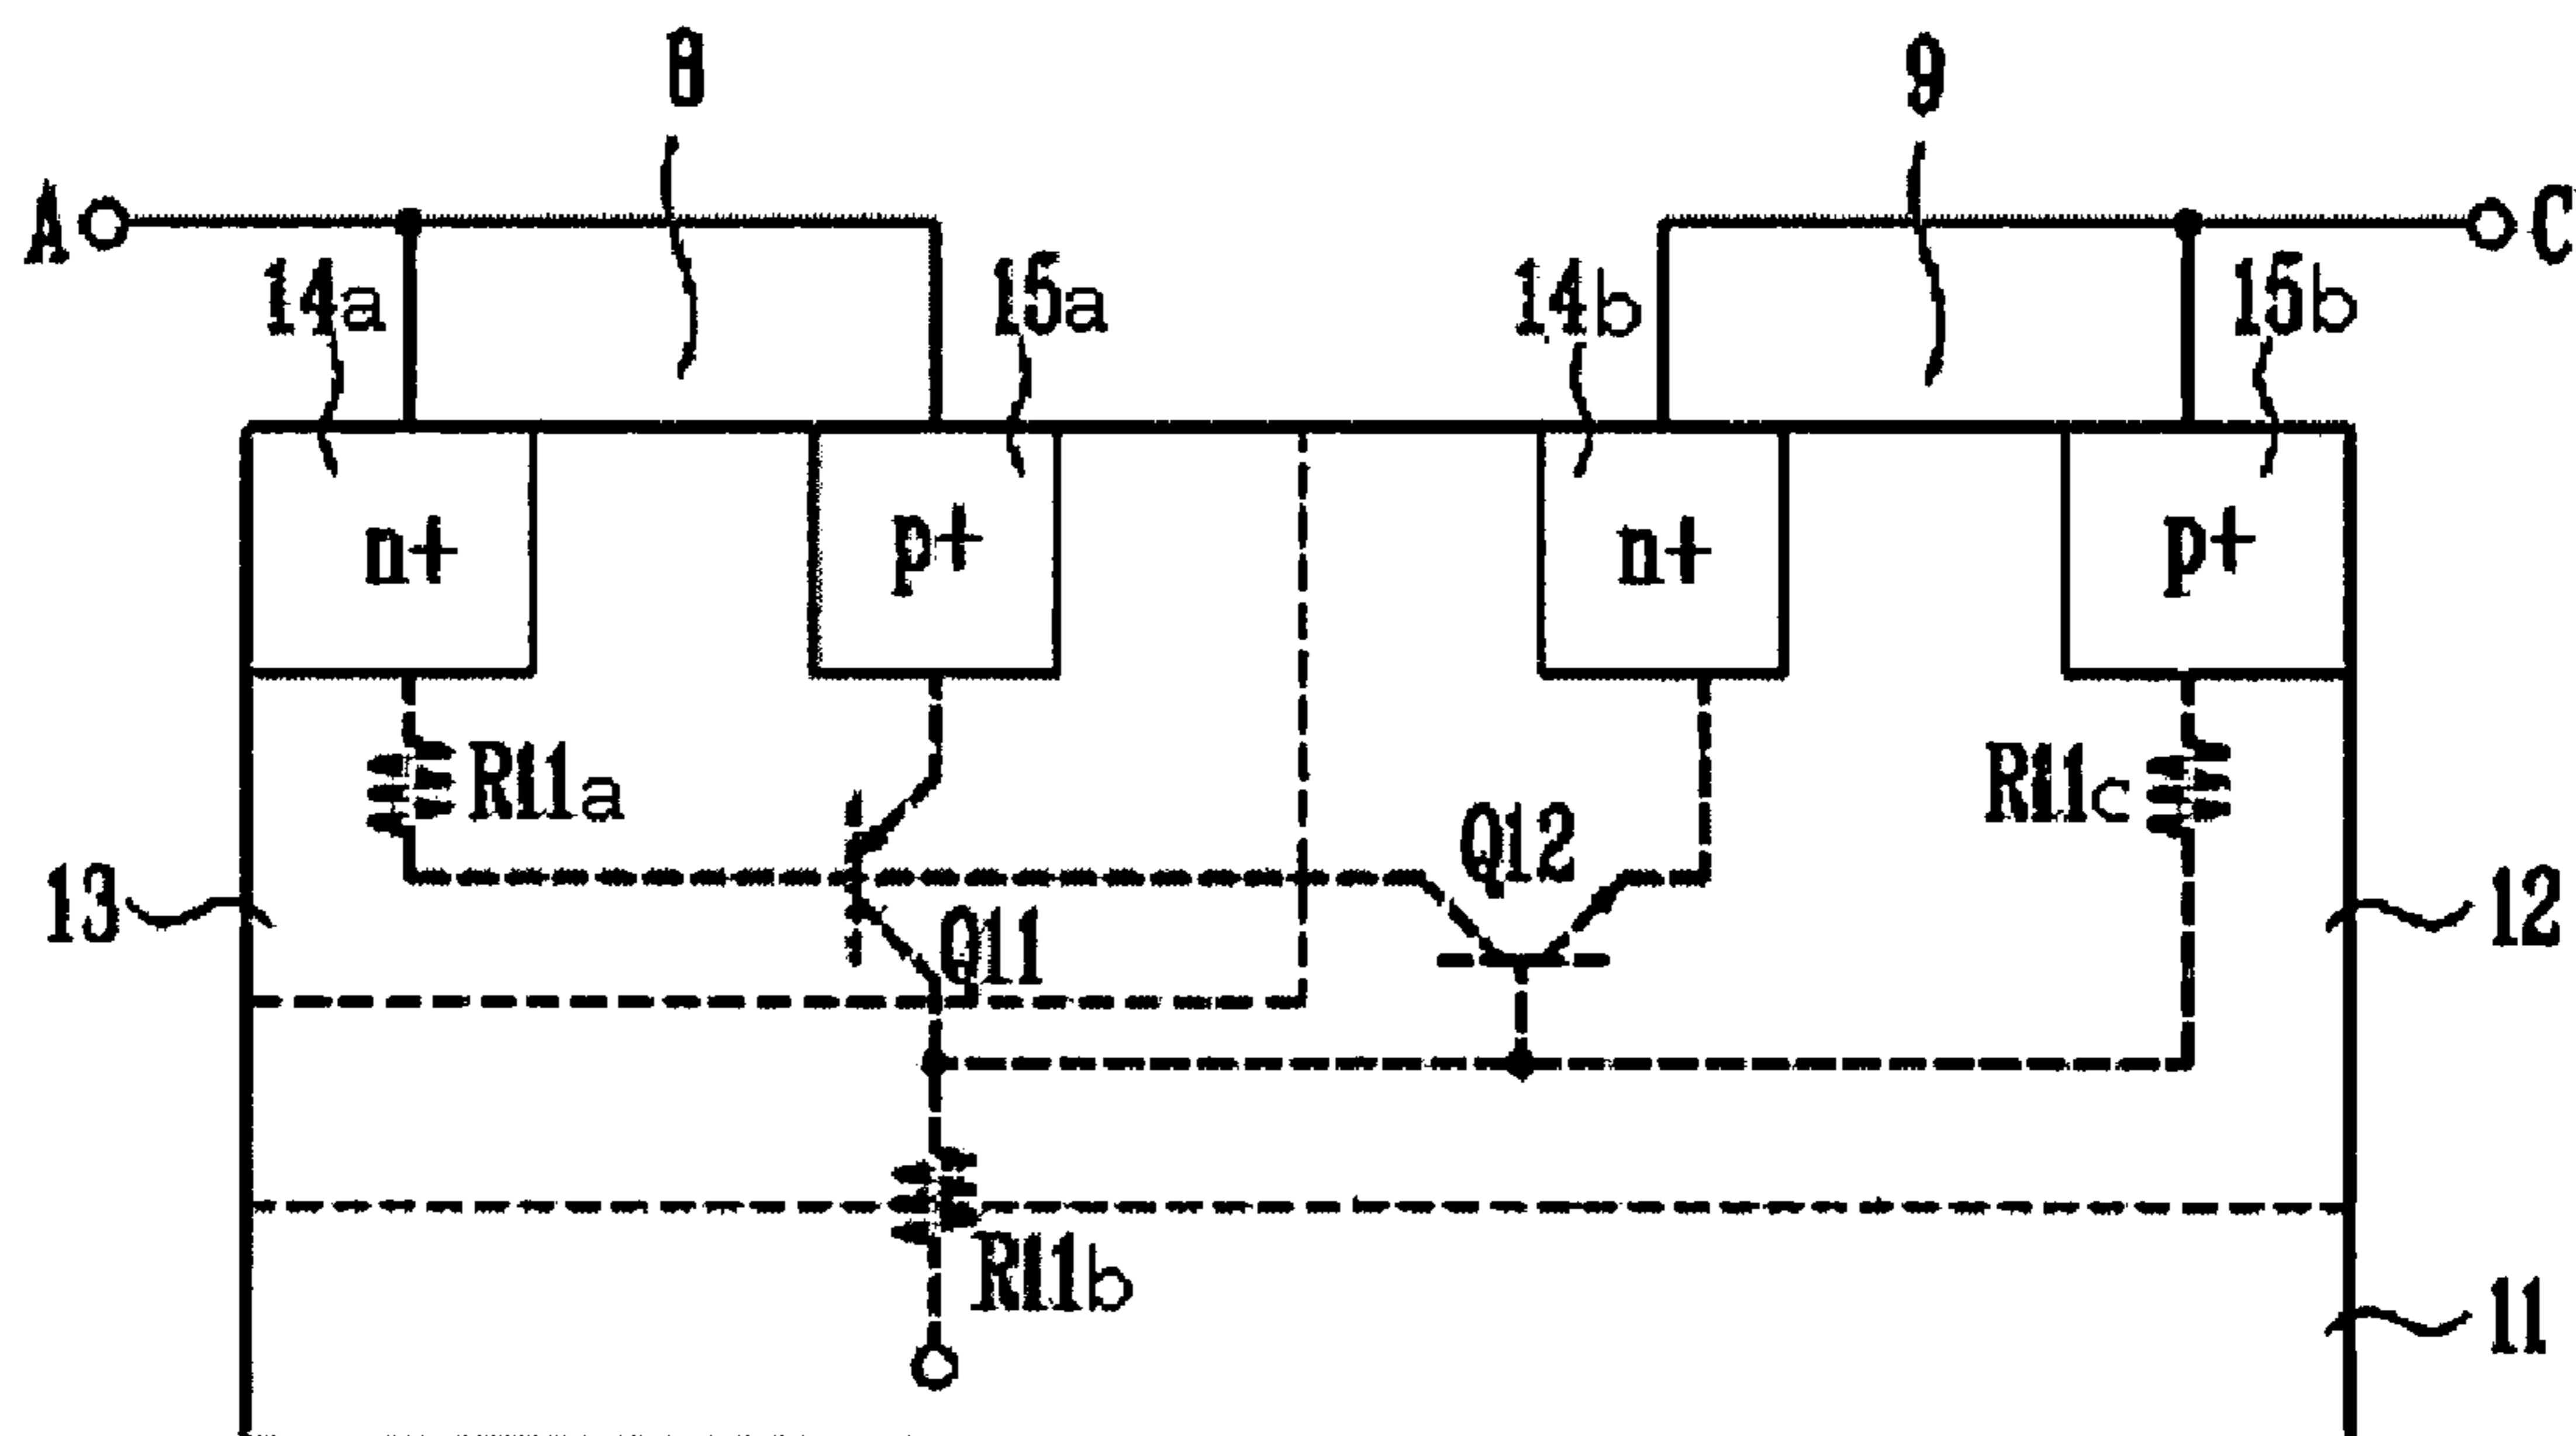 8 9
A C
14a 15a 14b 15b
n+ p+ n+ p+
R11a R11c
Q12
13 12
Q11
R11b
11